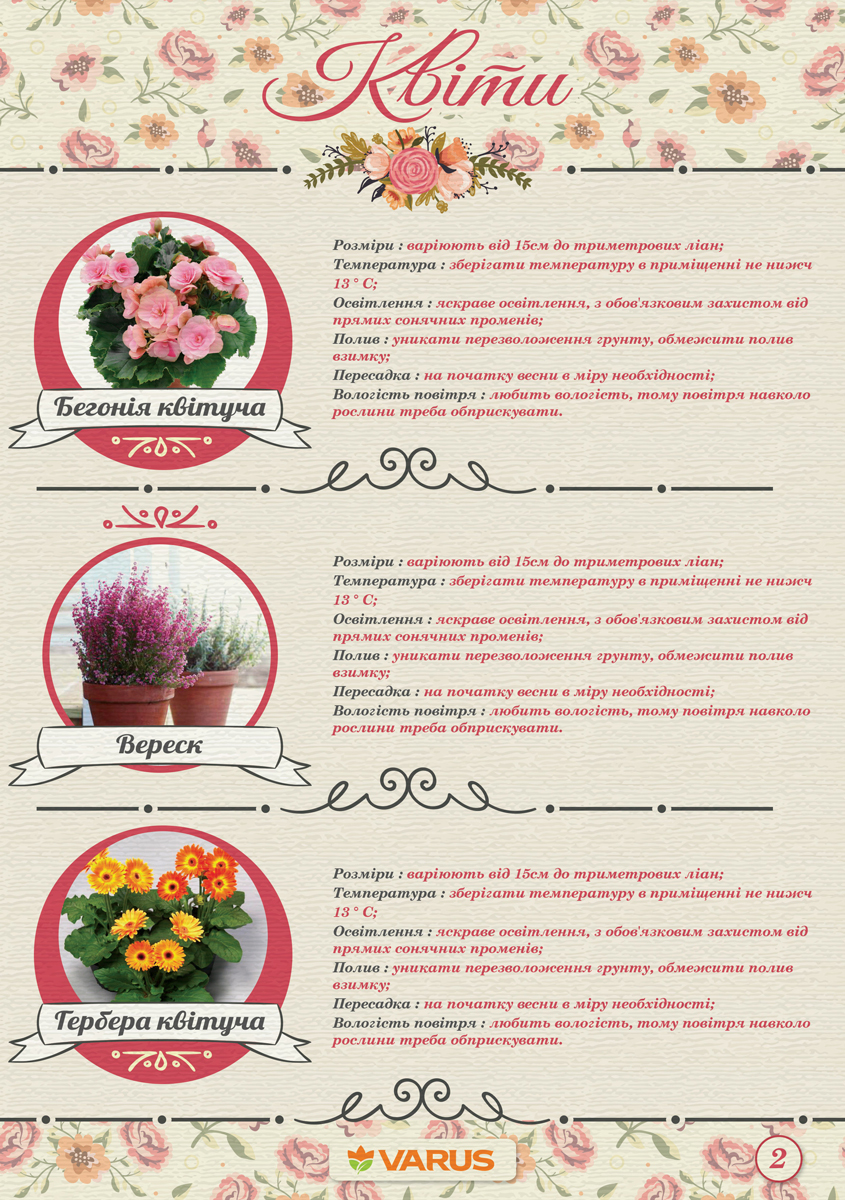 Квіти
Розміри : варіюють від 15см до триметрових ліан;
Температура : зберігати температуру в приміщенні не нижч
13° С;
Освітлення : яскраве освітлення, з обов'язковим захистом від
прямих сонячних променів;
Полив : уникати перезволоження грунту, обмежити полив
взимку;
Пересадка : на початку весни в міру необхідності;
Вологість повітря : любить вологість, тому повітря навколо
рослини треба обприскувати.
Бегонія квітуча
Розміри : варіюють від 15см до триметрових ліан;
Температура : зберігати температуру в приміщенні не нижч
13° С;
Освітлення : яскраве освітлення, з обов'язковим захистом від
прямих сонячних променів;
Полив : уникати перезволоження грунту, обмежити полив
взимку;
Пересадка : на початку весни в міру необхідності;
Вологість повітря : любить вологість, тому повітря навколо
рослини треба обприскувати.
Вереск
Розміри : варіюють від 15см до триметрових ліан;
Температура : зберігати температуру в приміщенні не нижч
13° С;
Освітлення : яскраве освітлення, з обов'язковим захистом від
прямих сонячних променів;
Полив : уникати перезволоження грунту, обмежити полив
взимку;
Пересадка : на початку весни в міру необхідності;
Вологість повітря : любить вологість, тому повітря навколо
рослини треба обприскувати.
Гербера квітуча
VARUS
2